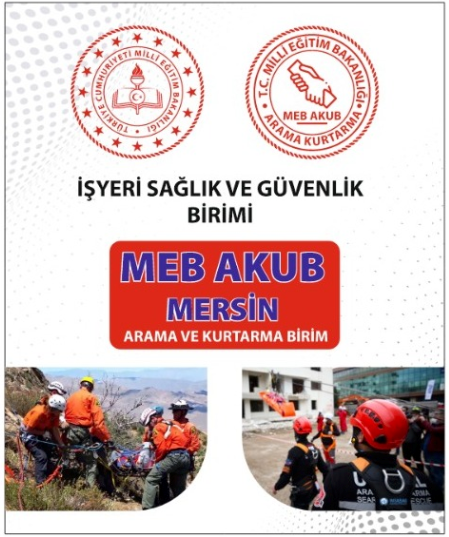 TÜRKİYE CUMHURİYETİ MİLLÎ EĞİTİM BAKANLIĞI
T.C. MİLLÎ EĞİTİM BAKANLIĞI
MEB AKUB
ARAMA KURTARMA
İŞYERİ SAĞLIK VE GÜVENLİK
BİRİMİ
MEB AKUB
MERSİN
ARAMA VE KURTARMA BİRİM